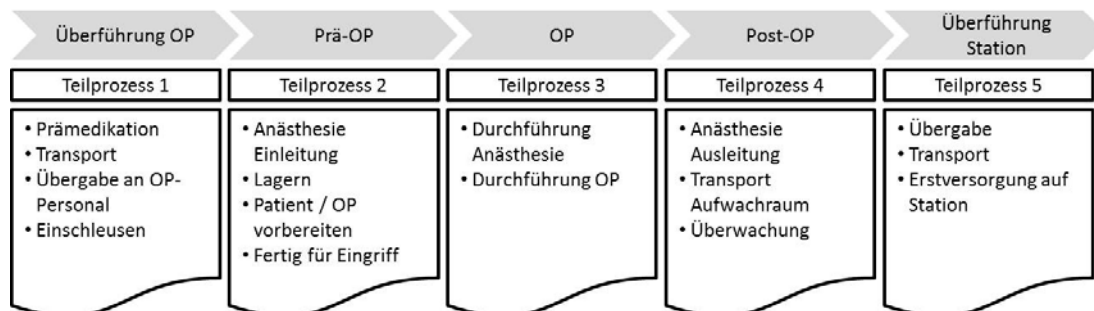 Überführung OP
Prä-OP
OP
Post-OP
Überführung
Station
Teilprozess 1
Teilprozess 2
Teilprozess 3
Teilprozess 4
Teilprozess 5
• Prämedikation
• Transport
• Übergabe an OP-
Personal
• Einschleusen
• Anästhesie
Einleitung
• Lagern
• Patient / OP
vorbereiten
• Fertig für Eingriff
• Durchführung
Anästhesie
• Durchführung OP
• Anästhesie
Ausleitung
• Transport
Aufwachraum
• Überwachung
• Übergabe
• Transport
• Erstversorgung auf
Station